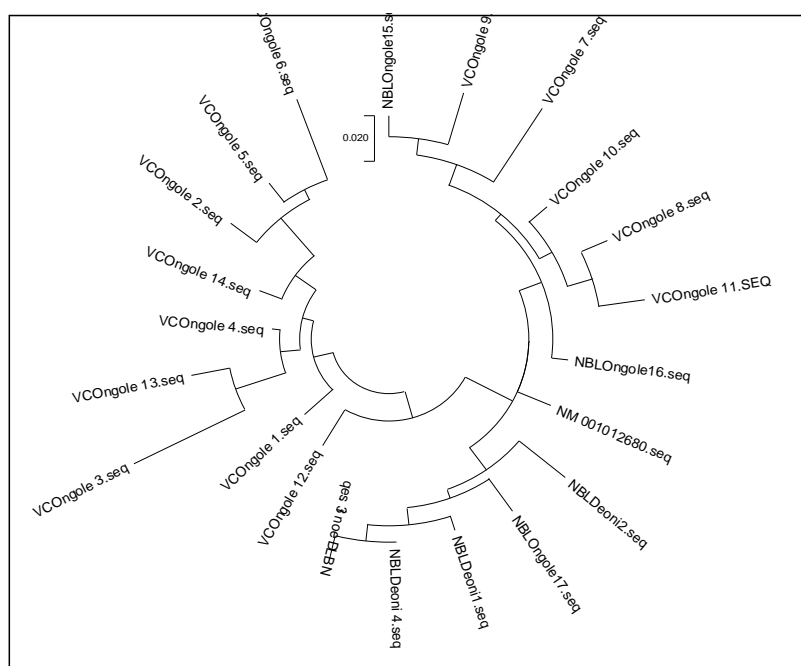 Ongole 6.seq
NBLOngole15.s
VCOngole 9.
VCOngole 7.seq
VCOngole 5.seq
0.020
VCOngole 10.seq
VCOngole 2.seq
VCOngole 8.seq
VCOngole 14.seq
VCOngole 11.SEQ
VCOngole 4.seq
NBLOngole16.seq
VCOngole 13.seq
NM 001012680.seq
VCOngole 3.seq
VCOngole 1.seq
VCOngole 12.seq
NBLDeoni2.seq
NBLOngole17.seq
NBLDeoni1.seq
NBLDeoni 4.seq